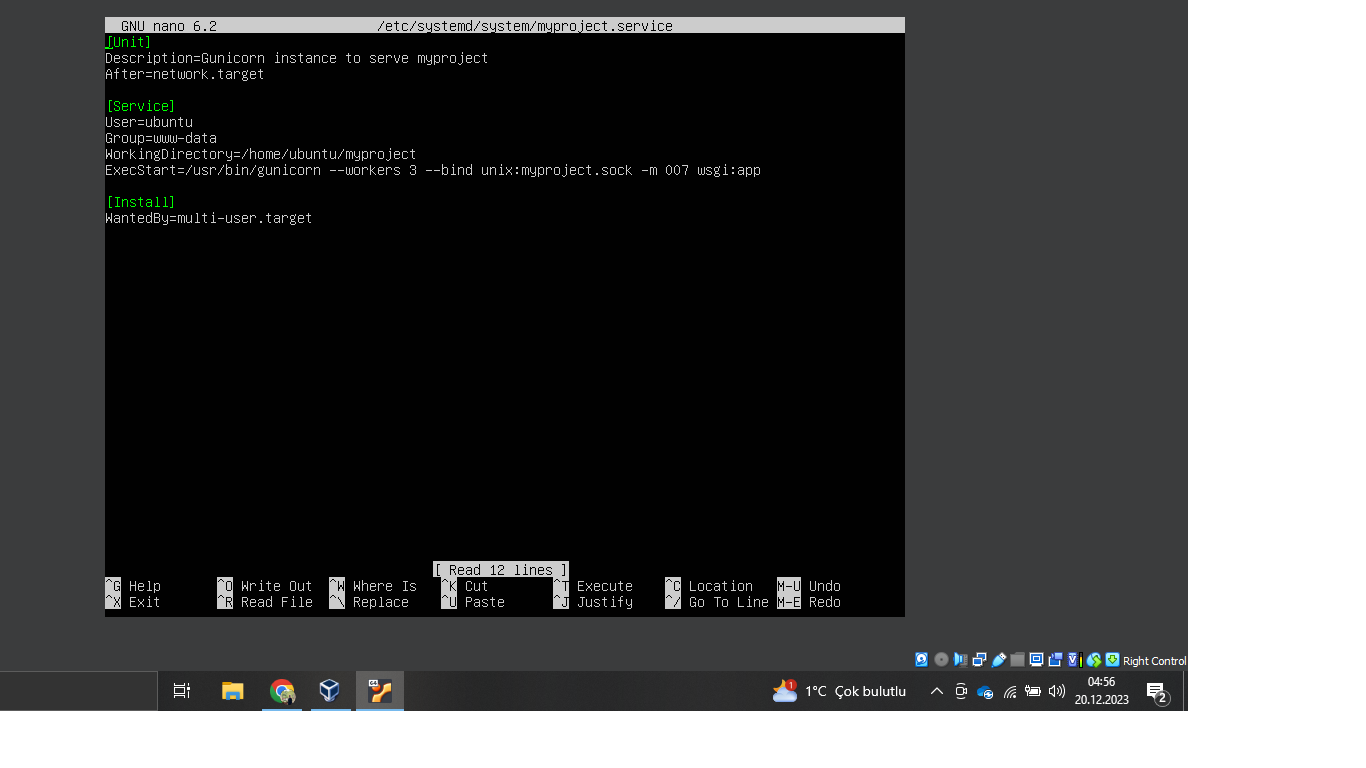 GNU nano 6.2 /etc/systemd/system/myproject.service
[Unit]
Description=Gunicorn instance to serve myproject
After=network.target
[Service]
User=ubuntu
Group=www-data
WorkingDirectory=/home/ubuntu/myproject
ExecStart=/usr/bin/gunicorn --workers 3 --bind unix:myproject.sock -m 007 wsgi:app
[Install]
WantedBy=multi-user.target
[ Read 12 lines ]
^G Help ^O Write Out ^W Where Is ^K Cut ^T Execute ^C Location M-U Undo
^X Exit ^R Read File ^\ Replace ^U Paste ^J Justify ^/ Go To Line M-E Redo
Right Control
1°C Çok bulutlu
04:56
20.12.2023
1
2
64